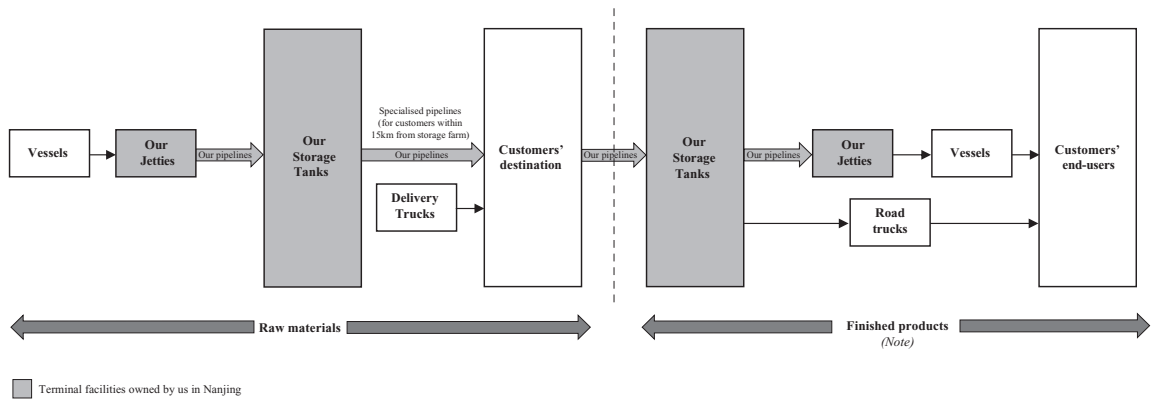 Vessels
Our
Jetties
Our pipelines
Our
Storage
Tanks
Specialised pipelines
(for customers within
15km from storage farm)
Our pipelines
Delivery
Trucks
Customers’
destination
Our pipelines
Our
Storage
Tanks
Our pipelines
Our
Jetties
Vessels
Road
trucks
Customers’
end-users
Raw materials
Finished products
(Note)
Terminal facilities owned by us in Nanjing